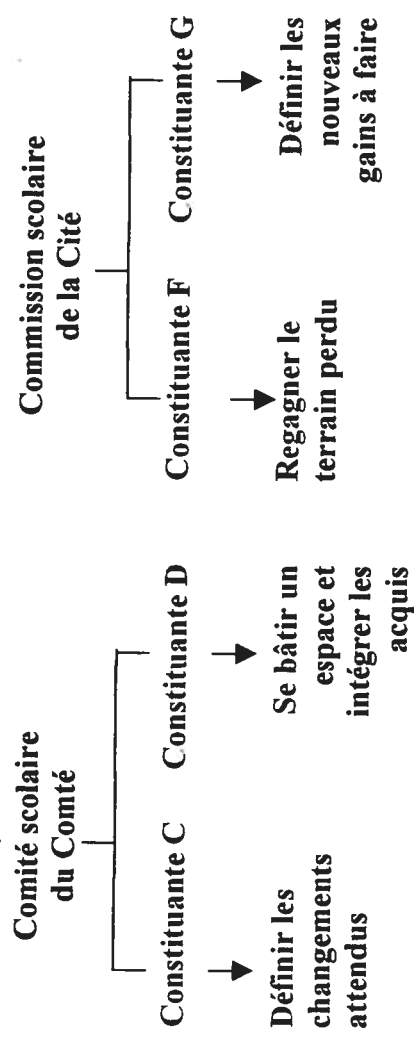 Comité scolaire
du Comté
Constituante C
Constituante D
Définir les
changements
attendus
Se bâtir un
espace et
intégrer les
acquis
Commission scolaire
de la Cité
Constituante F
Constituante G
Regagner le
terrain perdu
Définir les
nouveaux
gains à faire